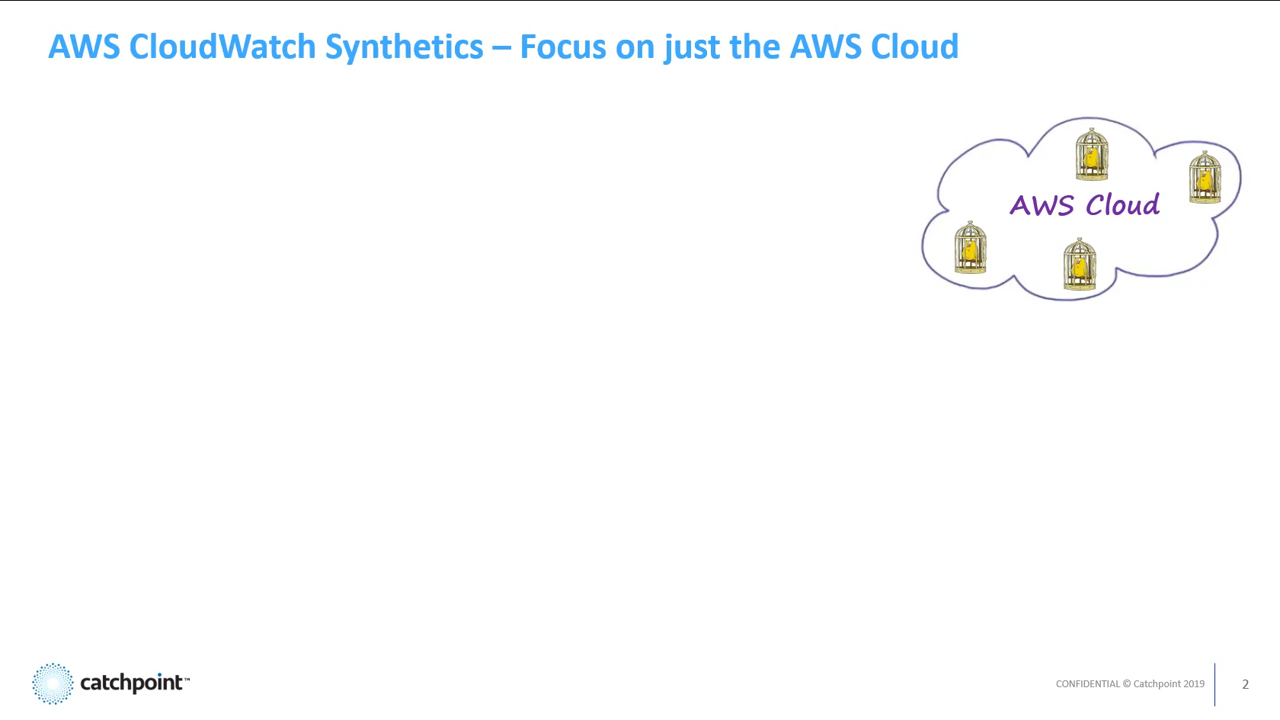 AWS CloudWatch Synthetics – Focus on just the AWS Cloud
AWS Cloud
catchpoint™
CONFIDENTIAL © Catchpoint 2019
2